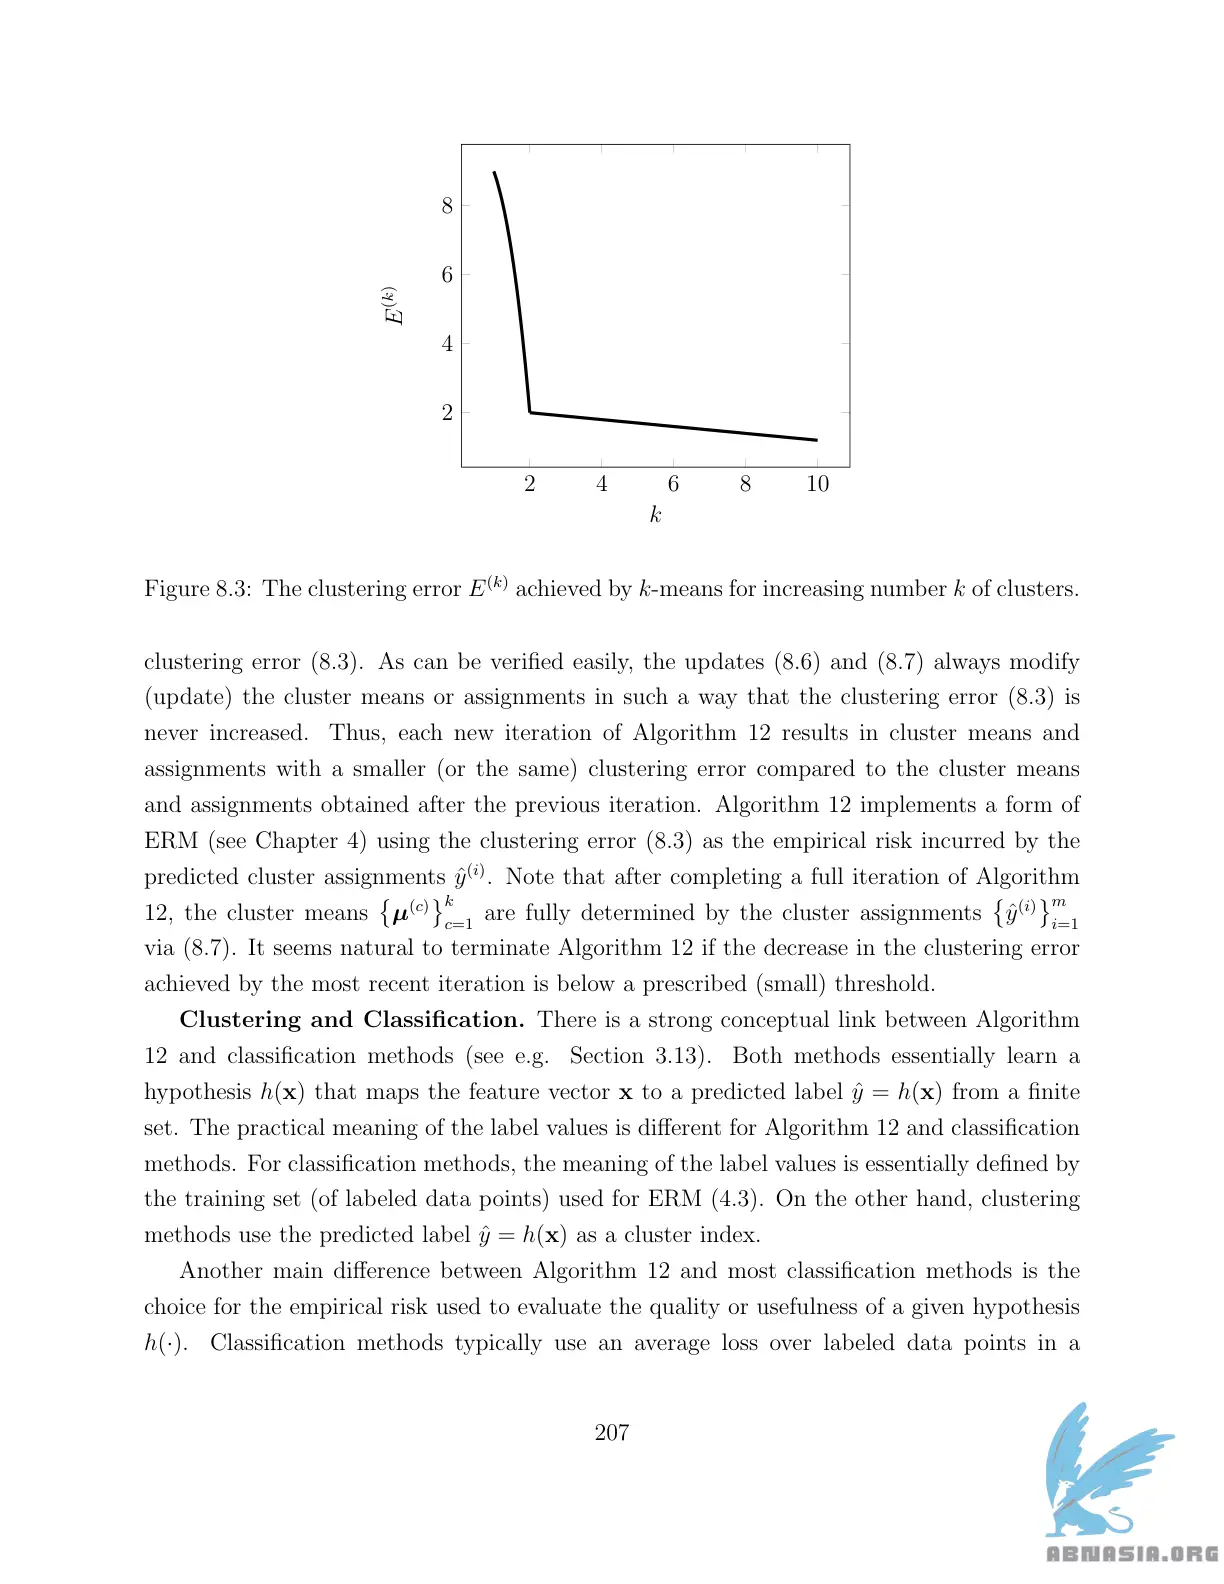 8
6
4
2
E^(k)
2 4 6 8 10
k
Figure 8.3: The clustering error E^(k) achieved by k-means for increasing number k of clusters.
clustering error (8.3). As can be verified easily, the updates (8.6) and (8.7) always modify
(update) the cluster means or assignments in such a way that the clustering error (8.3) is
never increased. Thus, each new iteration of Algorithm 12 results in cluster means and
assignments with a smaller (or the same) clustering error compared to the cluster means
and assignments obtained after the previous iteration. Algorithm 12 implements a form of
ERM (see Chapter 4) using the clustering error (8.3) as the empirical risk incurred by the
predicted cluster assignments ŷ^(i). Note that after completing a full iteration of Algorithm
12, the cluster means {μ^(c)}_{c=1}^k are fully determined by the cluster assignments {ŷ^(i)}_{i=1}^m
via (8.7). It seems natural to terminate Algorithm 12 if the decrease in the clustering error
achieved by the most recent iteration is below a prescribed (small) threshold.
Clustering and Classification. There is a strong conceptual link between Algorithm
12 and classification methods (see e.g. Section 3.13). Both methods essentially learn a
hypothesis h(x) that maps the feature vector x to a predicted label ŷ = h(x) from a finite
set. The practical meaning of the label values is different for Algorithm 12 and classification
methods. For classification methods, the meaning of the label values is essentially defined by
the training set (of labeled data points) used for ERM (4.3). On the other hand, clustering
methods use the predicted label ŷ = h(x) as a cluster index.
Another main difference between Algorithm 12 and most classification methods is the
choice for the empirical risk used to evaluate the quality or usefulness of a given hypothesis
h(·). Classification methods typically use an average loss over labeled data points in a
207
ABNASIA.ORG